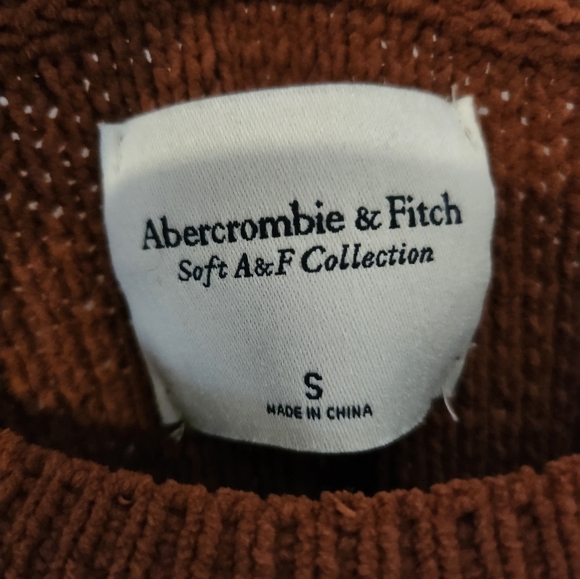 Abercrombie & Fitch
Soft A&F Collection
S
MADE IN CHINA